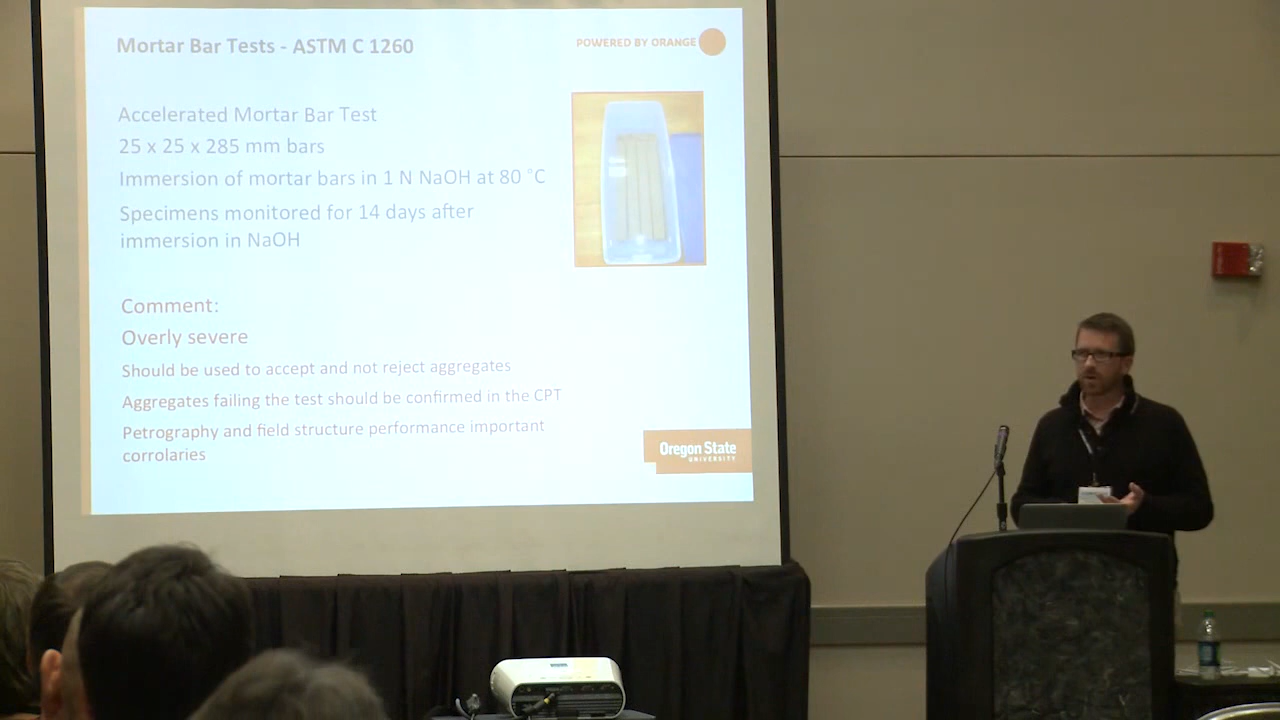 Mortar Bar Tests - ASTM C 1260
POWERED BY ORANGE
Accelerated Mortar Bar Test
25 x 25 x 285 mm bars
Immersion of mortar bars in 1 N NaOH at 80 °C
Specimens monitored for 14 days after
immersion in NaOH
Comment:
Overly severe
Should be used to accept and not reject aggregates
Aggregates failing the test should be confirmed in the CPT
Petrography and field structure performance important
corrolaries
Oregon State
UNIVERSITY